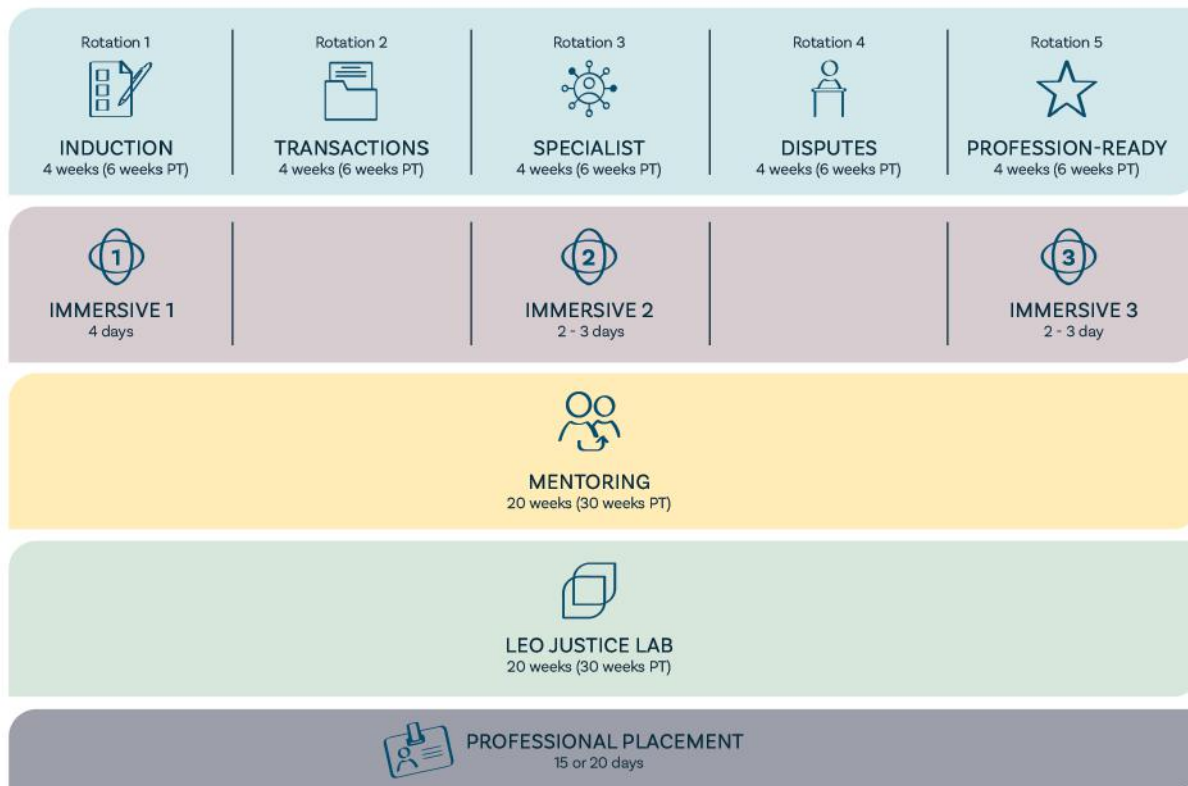 Rotation 1
Rotation 2
Rotation 3
Rotation 4
Rotation 5
INDUCTION
TRANSACTIONS
SPECIALIST
DISPUTES
PROFESSION-READY
4 weeks (6 weeks PT)
4 weeks (6 weeks PT)
4 weeks (6 weeks PT)
4 weeks (6 weeks PT)
4 weeks (6 weeks PT)
1
2
3
IMMERSIVE 1
IMMERSIVE 2
IMMERSIVE 3
4 days
2 - 3 days
2 - 3 day
MENTORING
20 weeks (30 weeks PT)
LEO JUSTICE LAB
20 weeks (30 weeks PT)
PROFESSIONAL PLACEMENT
15 or 20 days